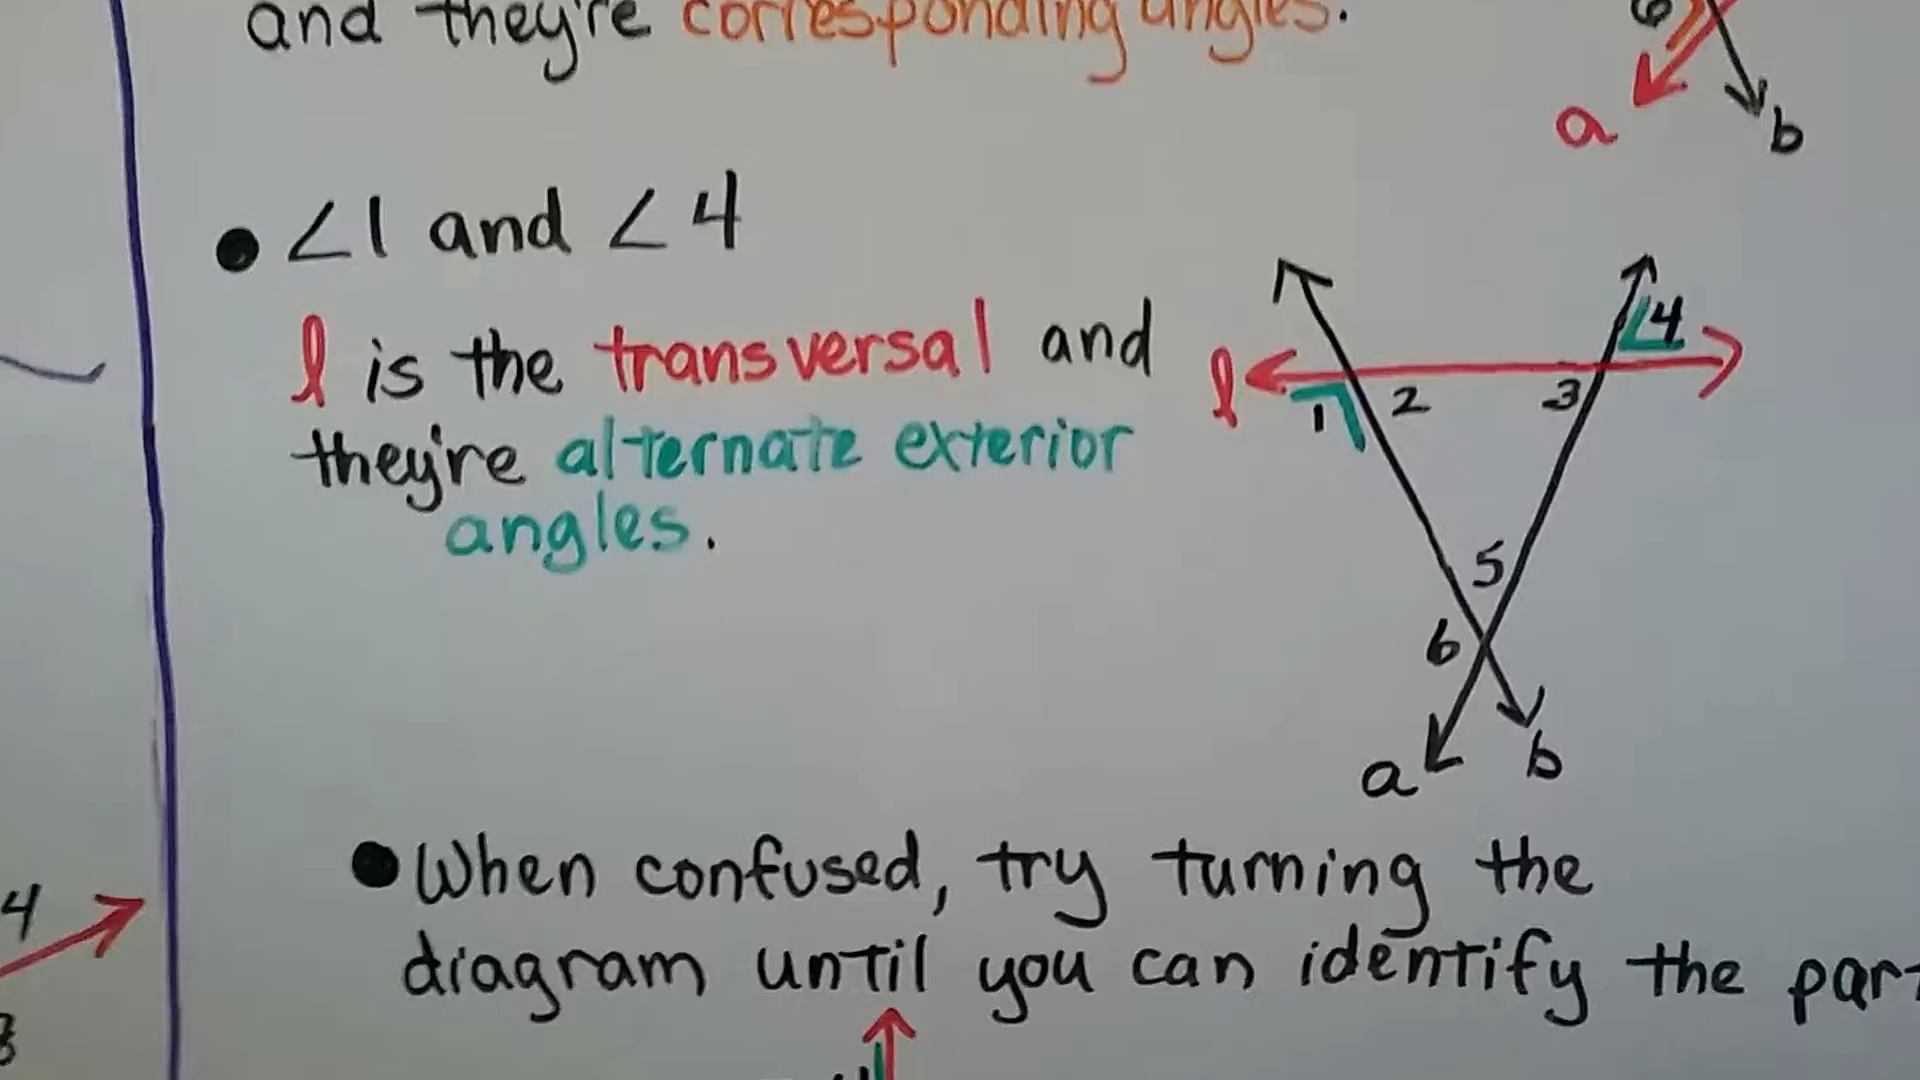 and they're corresponding angles.
a
b
∠1 and ∠4
l is the transversal and
they're alternate exterior
angles.
4
l
1 2 3
5
6
a b
When confused, try turning the
diagram until you can identify the
4